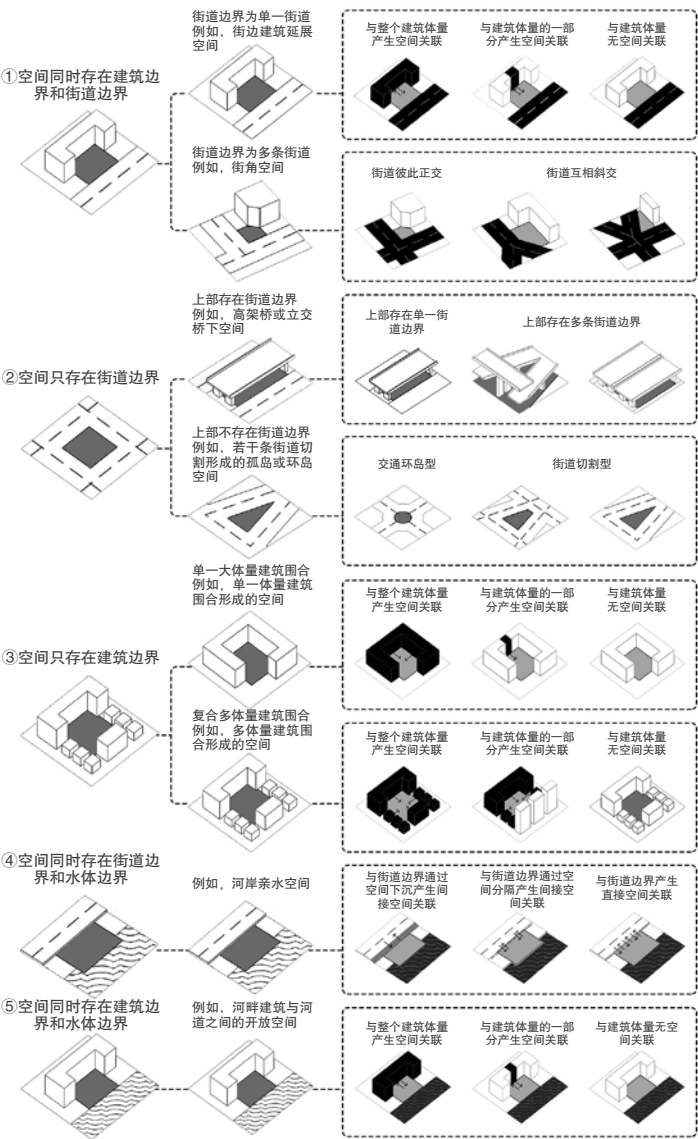 ①空间同时存在建筑边
界和街道边界
街道边界为单一街道
例如，街边建筑延展
空间
与整个建筑体量
产生空间关联
与建筑体量的一部
分产生空间关联
与建筑体量
无空间关联
街道边界为多条街道
例如，街角空间
街道彼此正交
街道互相斜交
②空间只存在街道边界
上部存在街道边界
例如，高架桥或立交
桥下空间
上部存在单一街
道边界
上部存在多条街道边界
上部不存在街道边界
例如，若干条街道切
割形成的孤岛或环岛
空间
交通环岛型
街道切割型
③空间只存在建筑边界
单一大体量建筑围合
例如，单一体量建筑
围合形成的空间
与整个建筑体量
产生空间关联
与建筑体量的一部
分产生空间关联
与建筑体量
无空间关联
复合多体量建筑围合
例如，多体量建筑围
合形成的空间
与整个建筑体量
产生空间关联
与建筑体量的一部
分产生空间关联
与建筑体量
无空间关联
④空间同时存在街道边
界和水体边界
例如，河岸亲水空间
与街道边界通过
空间下沉产生间
接空间关联
与街道边界通过空
间分隔产生间接空
间关联
与街道边界产生
直接空间关联
⑤空间同时存在建筑边
界和水体边界
例如，河畔建筑与河
道之间的开放空间
与整个建筑体量
产生空间关联
与建筑体量的一部
分产生空间关联
与建筑体量无空
间关联